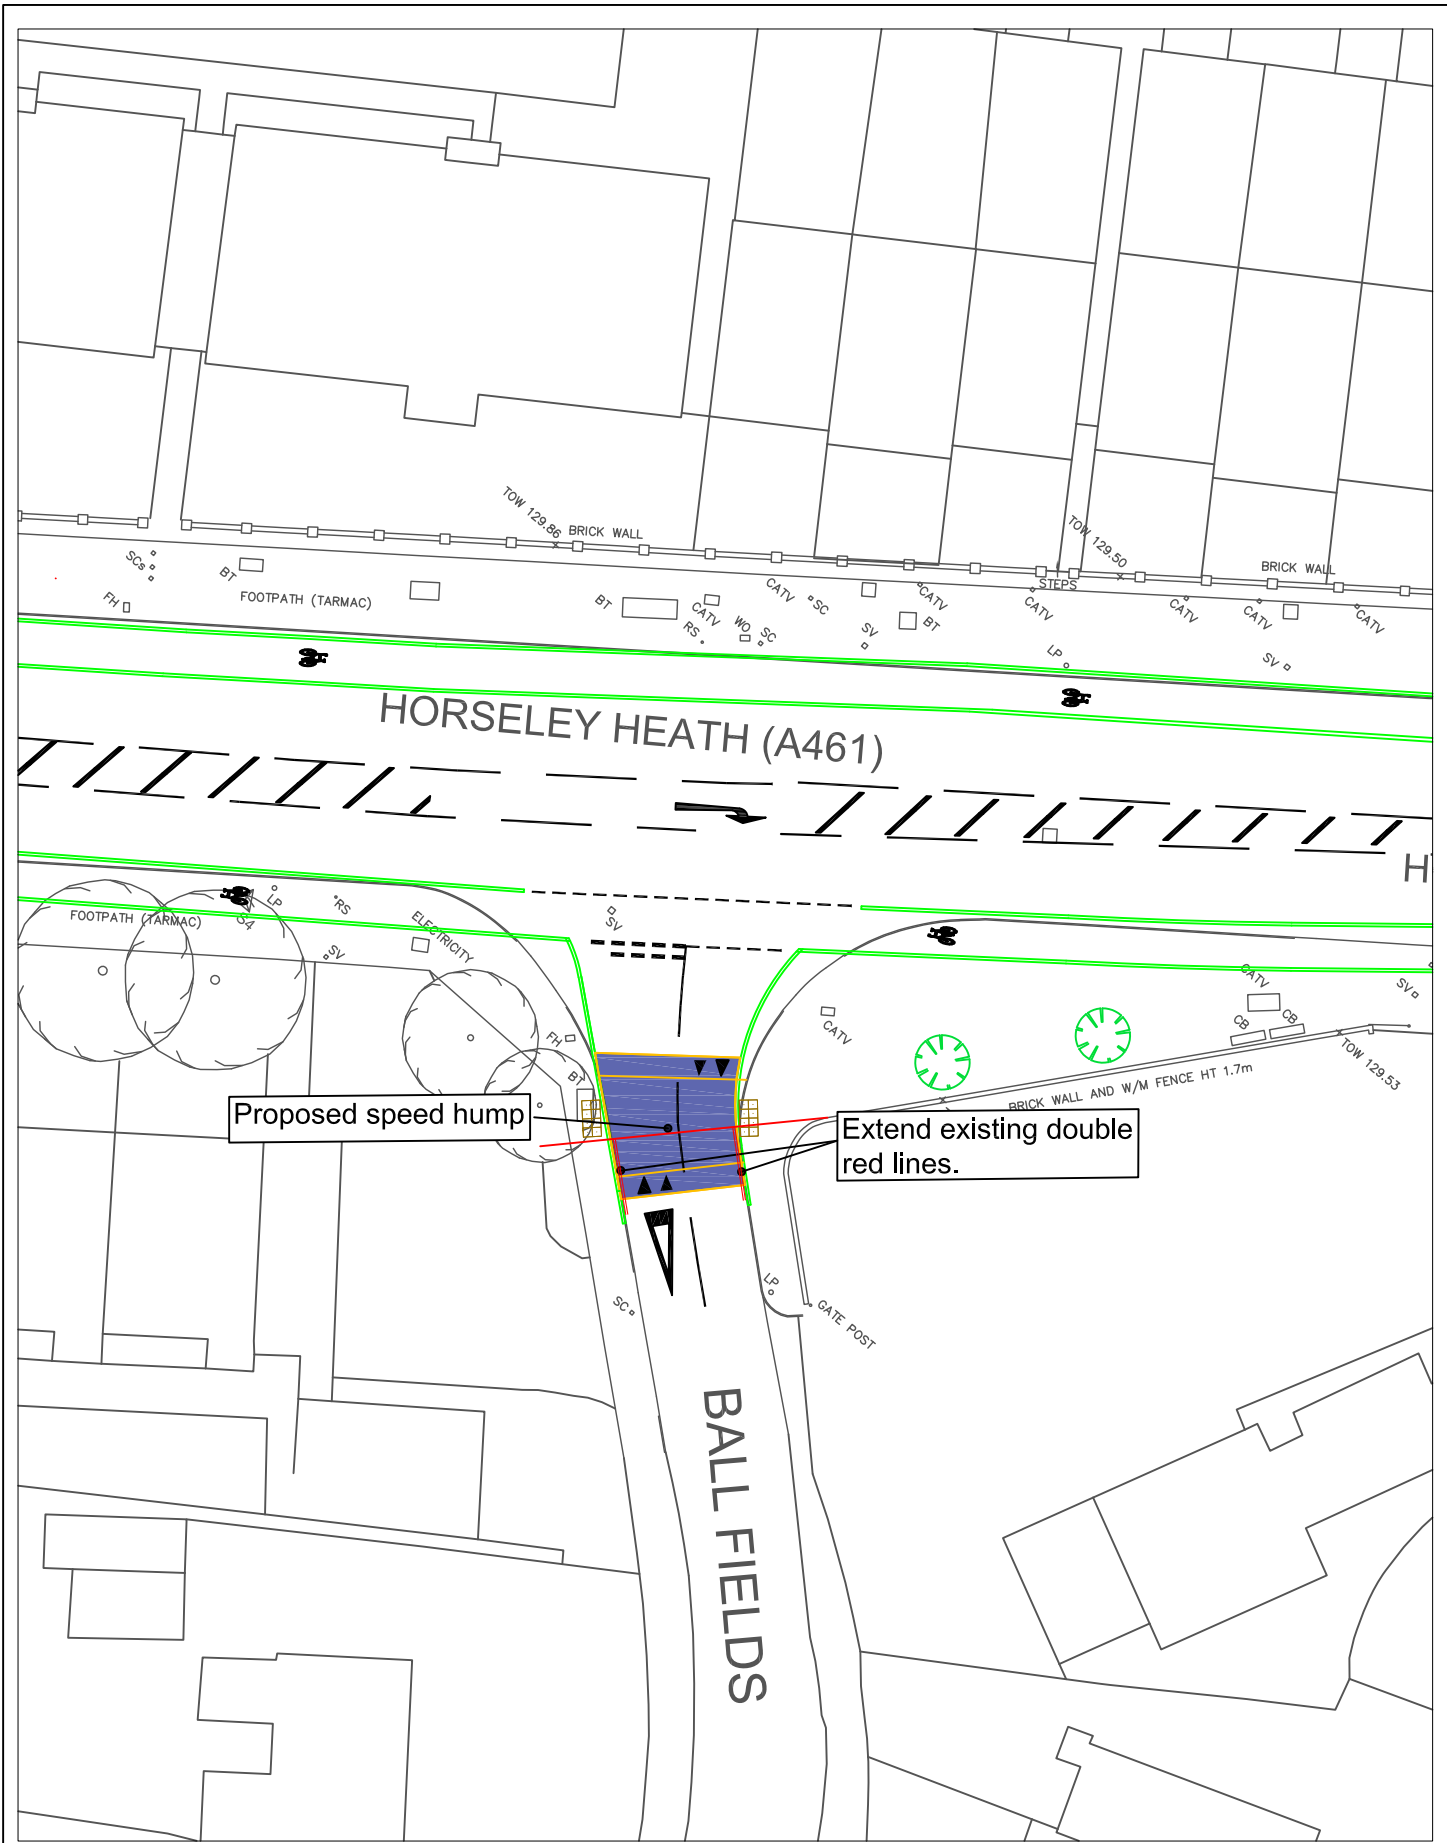 TOW 129.86
BRICK WALL
TOW 129.50
BRICK WALL
SCs
BT
FOOTPATH (TARMAC)
FH
BT
CATV
RS
WO
SC
CATV
SC
SV
CATV
BT
STEPS
CATV
LP
CATV
CATV
SV
CATV
HORSELEY HEATH (A461)
H
LP
RS
S4
FOOTPATH (TARMAC)
SV
ELECTRICITY
SV
FH
BT
CATV
CATV
CB
CB
SV
TOW 129.53
BRICK WALL AND W/M FENCE HT 1.7m
Proposed speed hump
Extend existing double
red lines.
SC
LP
GATE POST
BALL FIELDS